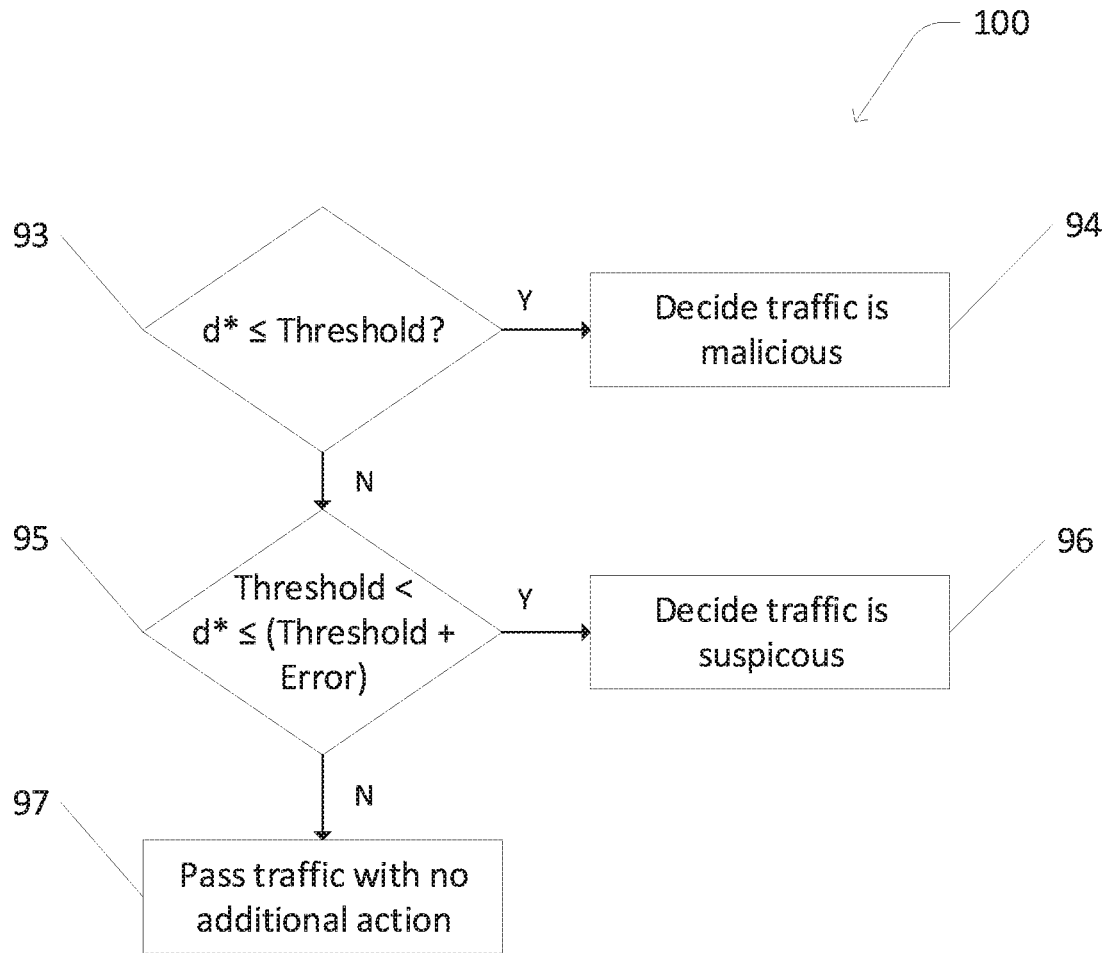 100
93
94
d* ≤ Threshold?
Y
Decide traffic is
malicious
N
95
96
Threshold <
d* ≤ (Threshold +
Error)
Y
Decide traffic is
suspicous
N
97
Pass traffic with no
additional action